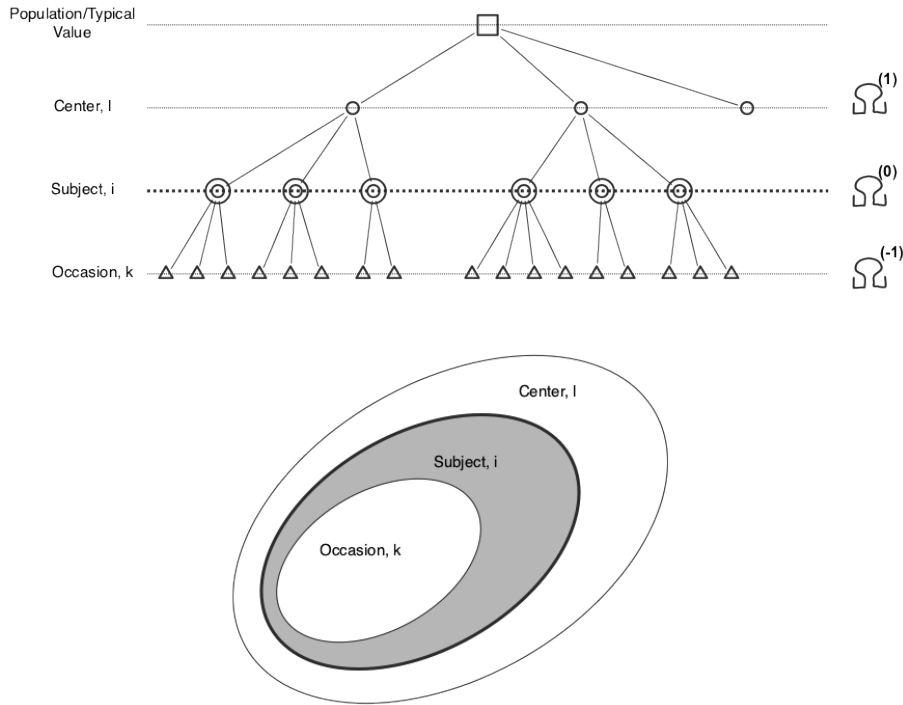 Population/Typical
Value
Center, l
Ω(1)
Subject, i
Ω(0)
Occasion, k
Ω(-1)
Center, l
Subject, i
Occasion, k